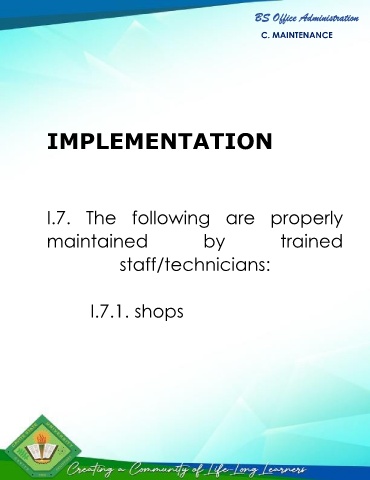 BS Office Administration
C. MAINTENANCE
IMPLEMENTATION
I.7. The following are properly
maintained by trained
staff/technicians:
I.7.1. shops
Creating a Community of Life-Long Learners